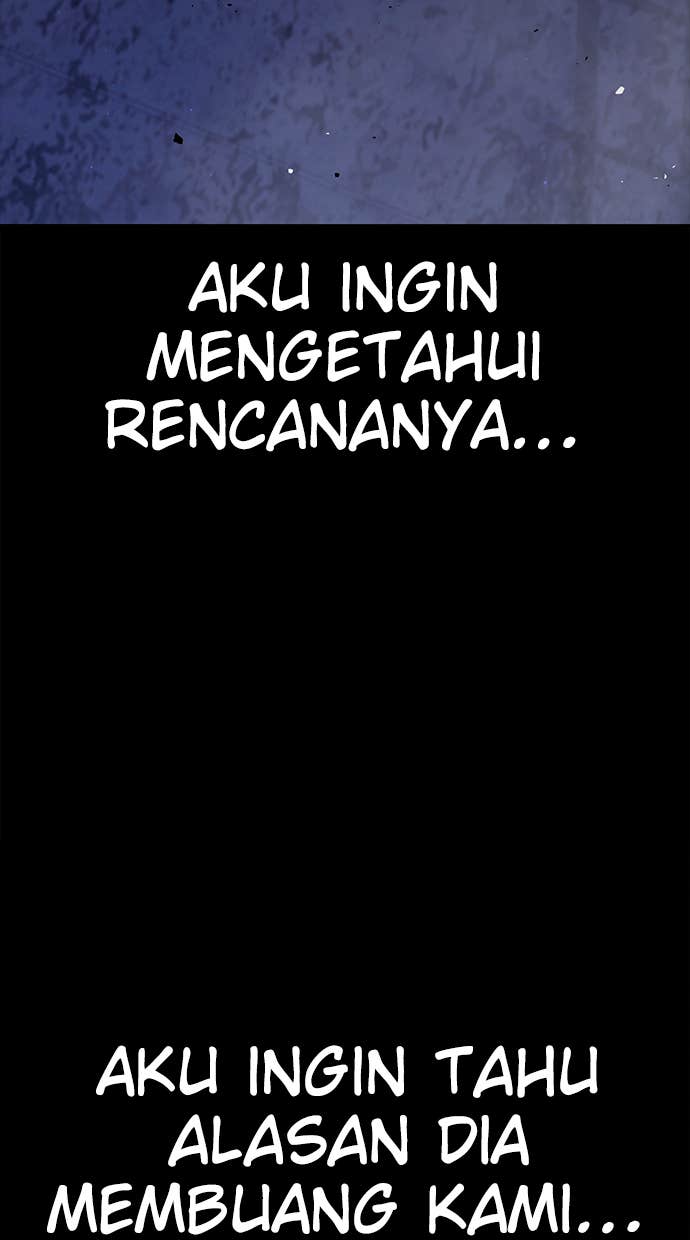 AKU INGIN
MENGETAHUI
RENCANANYA...
AKU INGIN TAHU
ALASAN DIA
MEMBUANG KAMI...